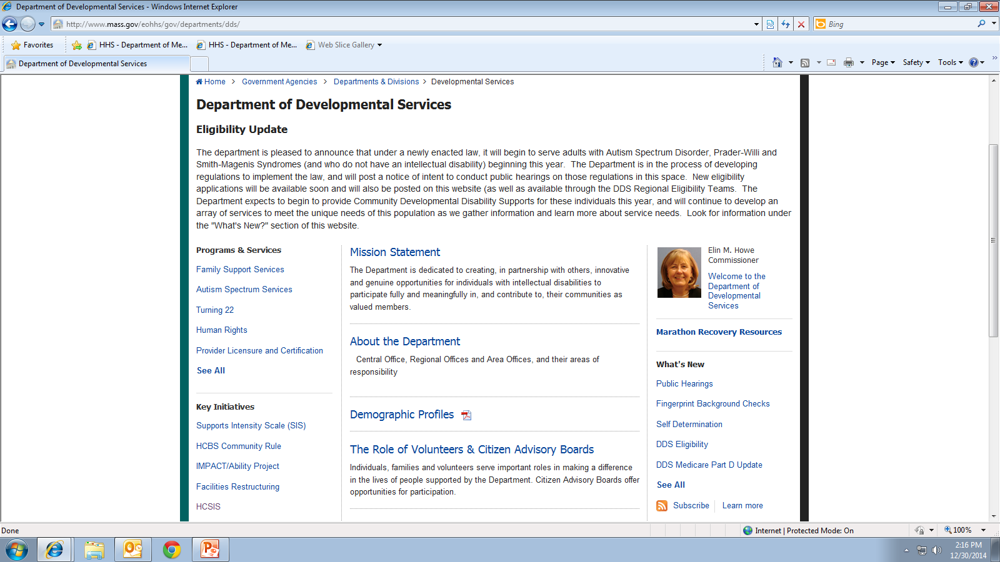 Department of Developmental Services - Windows Internet Explorer
http://www.mass.gov/eohhs/gov/departments/dds/
Bing
Favorites
HHS - Department of Me...
HHS - Department of Me...
Web Slice Gallery
Department of Developmental Services
Page
Safety
Tools
Home > Government Agencies > Departments & Divisions > Developmental Services
Department of Developmental Services
Eligibility Update
The department is pleased to announce that under a newly enacted law, it will begin to serve adults with Autism Spectrum Disorder, Prader-Willi and
Smith-Magenis Syndromes (and who do not have an intellectual disability) beginning this year.  The Department is in the process of developing
regulations to implement the law, and will post a notice of intent to conduct public hearings on those regulations in this space.  New eligibility
applications will be available soon and will also be posted on this website (as well as available through the DDS Regional Eligibility Teams.  The
Department expects to begin to provide Community Developmental Disability Supports for these individuals this year, and will continue to develop an
array of services to meet the unique needs of this population as we gather information and learn more about service needs.  Look for information under
the "What's New?" section of this website.
Programs & Services
Family Support Services
Autism Spectrum Services
Turning 22
Human Rights
Provider Licensure and Certification
See All
Key Initiatives
Supports Intensity Scale (SIS)
HCBS Community Rule
IMPACT/Ability Project
Facilities Restructuring
HCSIS
Mission Statement
The Department is dedicated to creating, in partnership with others, innovative
and genuine opportunities for individuals with intellectual disabilities to
participate fully and meaningfully in, and contribute to, their communities as
valued members.
About the Department
Central Office, Regional Offices and Area Offices, and their areas of
responsibility
Demographic Profiles
The Role of Volunteers & Citizen Advisory Boards
Individuals, families and volunteers serve important roles in making a difference
in the lives of people supported by the Department. Citizen Advisory Boards offer
opportunities for participation.
Elin M. Howe
Commissioner
Welcome to the
Department of
Developmental
Services
Marathon Recovery Resources
What's New
Public Hearings
Fingerprint Background Checks
Self Determination
DDS Eligibility
DDS Medicare Part D Update
See All
Subscribe
Learn more
Done
Internet | Protected Mode: On
100%
2:16 PM
12/30/2014